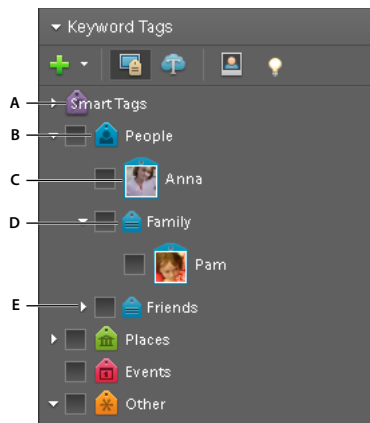 Keyword Tags
A Smart Tags
B People
C Anna
D Family
Pam
E Friends
Places
Events
Other